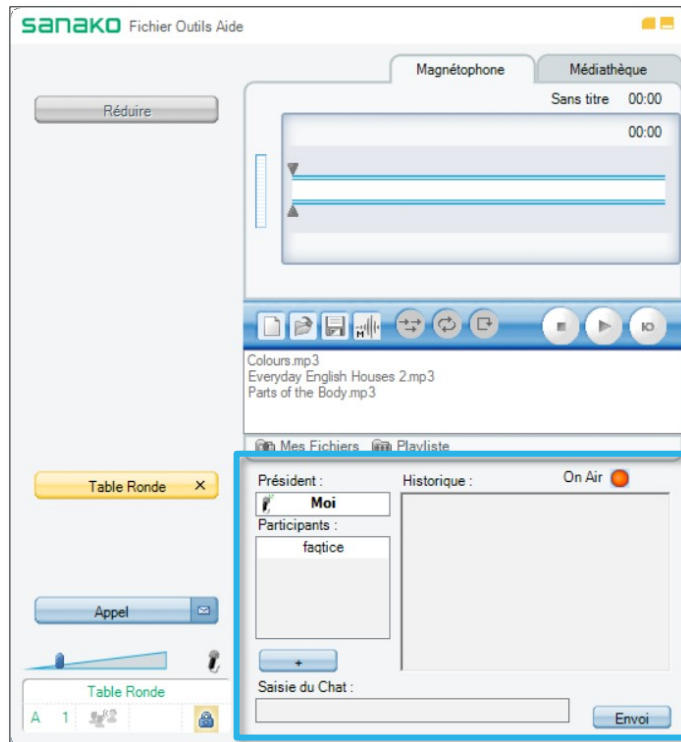 sanako Fichier Outils Aide
Magnétophone Médiathèque
Réduire
Sans titre 00:00
00:00
M
Colours.mp3
Everyday English Houses 2.mp3
Parts of the Body.mp3
Mes Fichiers Playliste
Table Ronde X
Président :
Moi
Participants :
faqtice
Historique :
On Air
Appel
+
Table Ronde
A 1
Saisie du Chat :
Envoi